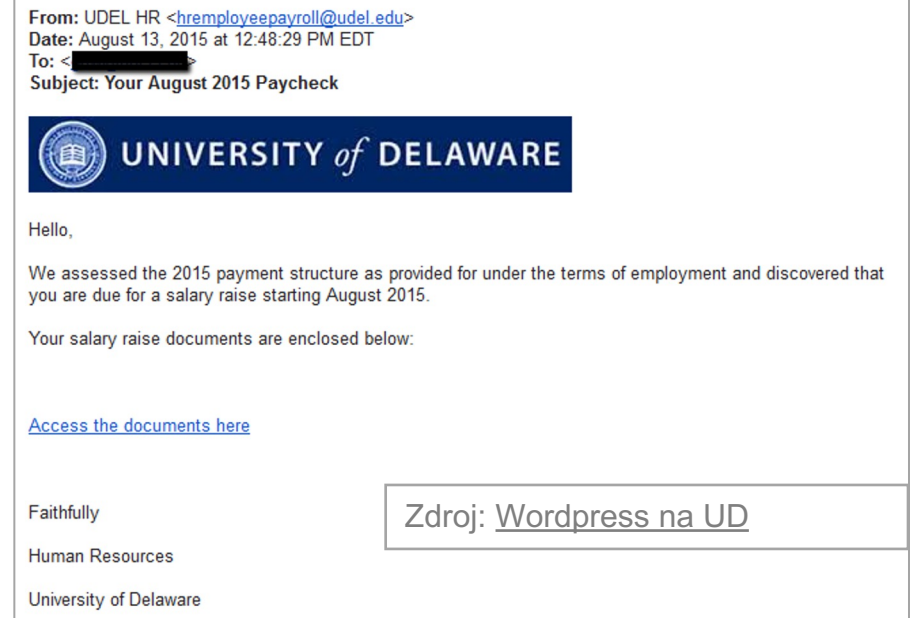 From: UDEL HR <hremployeepayroll@udel.edu>
Date: August 13, 2015 at 12:48:29 PM EDT
To: < >
Subject: Your August 2015 Paycheck
UNIVERSITY of DELAWARE
Hello,
We assessed the 2015 payment structure as provided for under the terms of employment and discovered that
you are due for a salary raise starting August 2015.
Your salary raise documents are enclosed below:
Access the documents here
Faithfully
Zdroj: Wordpress na UD
Human Resources
University of Delaware